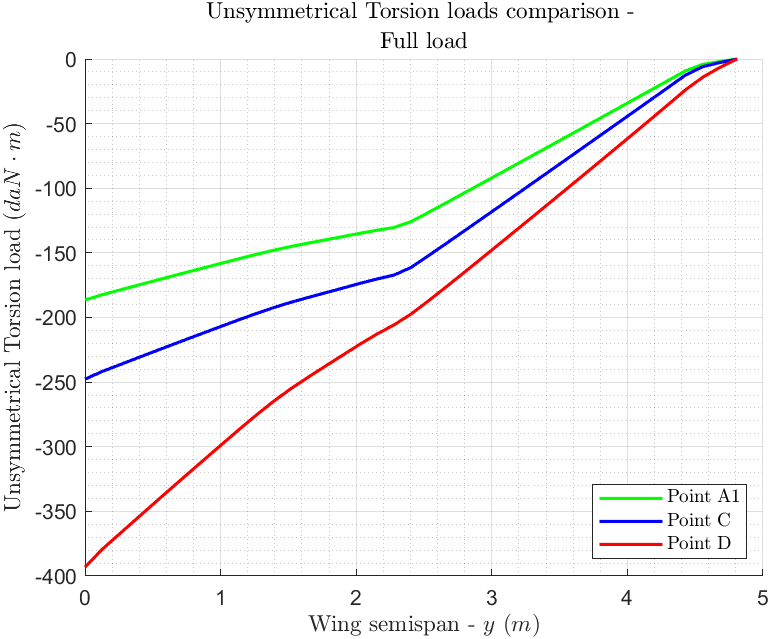 Unsymmetrical Torsion loads comparison -
Full load
Unsymmetrical Torsion load (daN · m)
0
-50
-100
-150
-200
-250
-300
-350
-400
0 1 2 3 4 5
Wing semispan - y (m)
Point A1
Point C
Point D